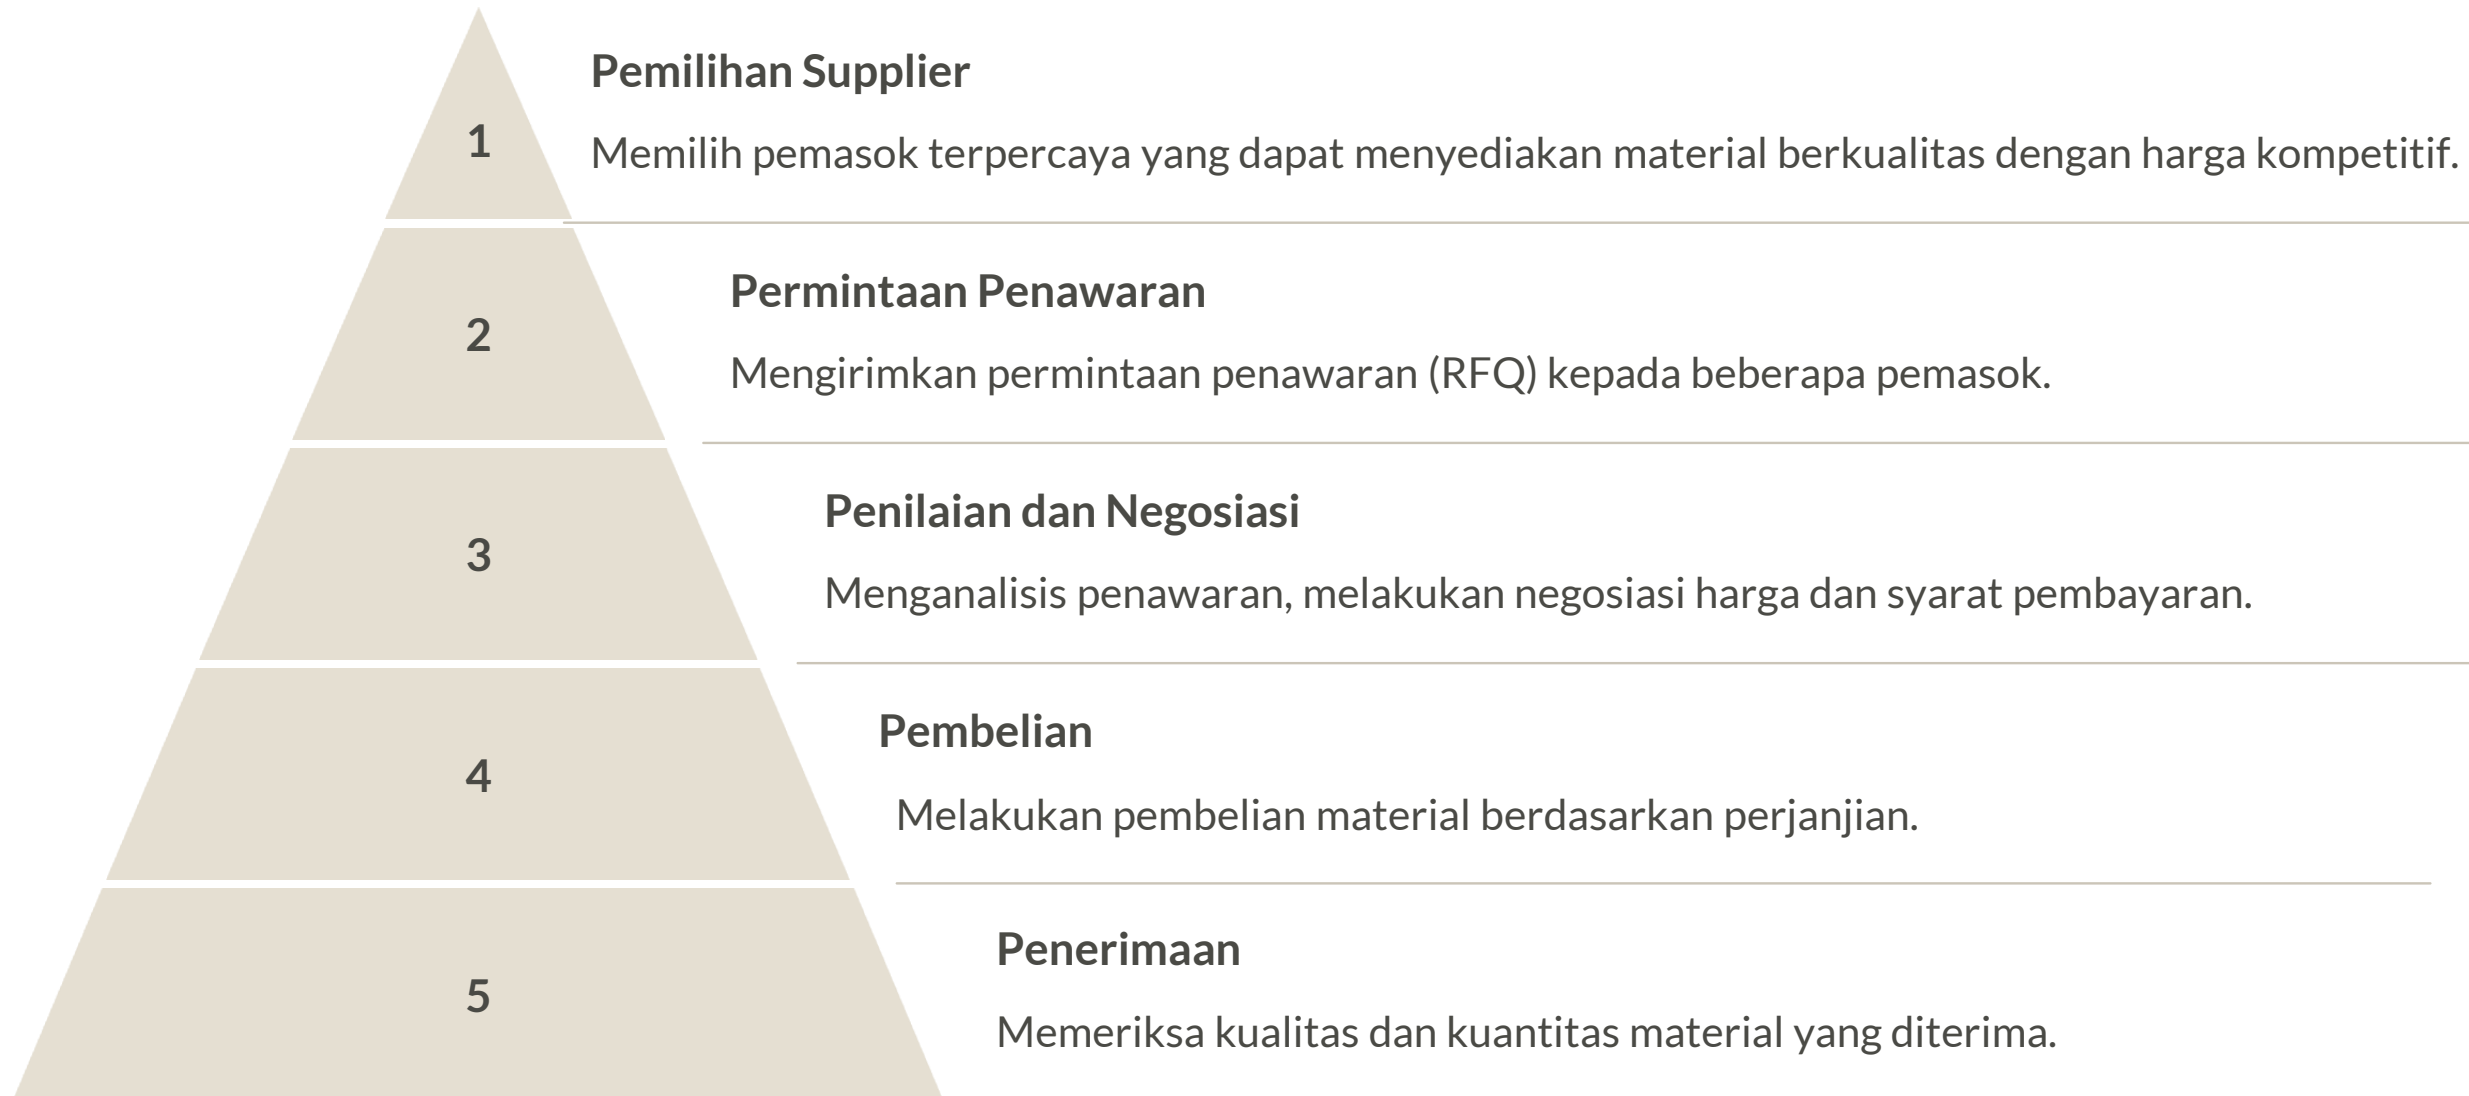 1
Pemilihan Supplier
Memilih pemasok terpercaya yang dapat menyediakan material berkualitas dengan harga kompetitif.
2
Permintaan Penawaran
Mengirimkan permintaan penawaran (RFQ) kepada beberapa pemasok.
3
Penilaian dan Negosiasi
Menganalisis penawaran, melakukan negosiasi harga dan syarat pembayaran.
4
Pembelian
Melakukan pembelian material berdasarkan perjanjian.
5
Penerimaan
Memeriksa kualitas dan kuantitas material yang diterima.